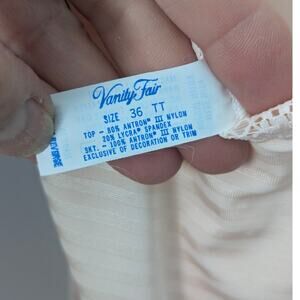 Vanity Fair
SIZE 36 TT
TOP - 80% ANTRON® III NYLON
20% LYCRA® SPANDEX
SKT. - 100% ANTRON® III NYLON
EXCLUSIVE OF DECORATION OR TRIM